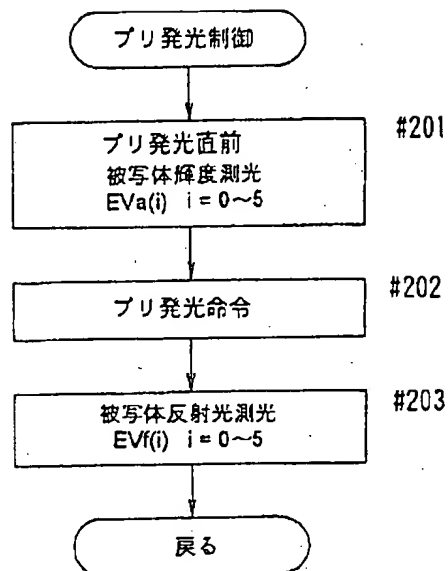 プリ発光制御
プリ発光直前
被写体輝度測光
EVa(i) i = 0~5
#201
プリ発光命令
#202
被写体反射光測光
EVf(i) i = 0~5
#203
戻る